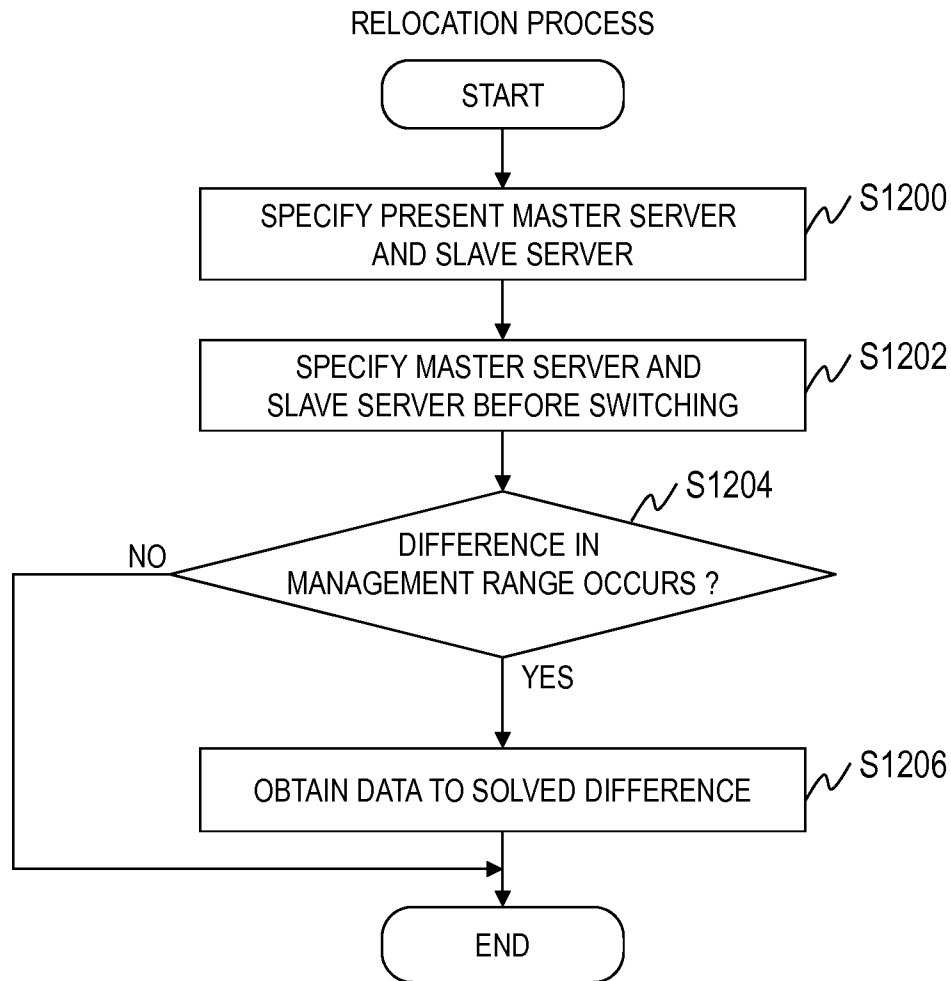 RELOCATION PROCESS
START
SPECIFY PRESENT MASTER SERVER
AND SLAVE SERVER
S1200
SPECIFY MASTER SERVER AND
SLAVE SERVER BEFORE SWITCHING
S1202
S1204
DIFFERENCE IN
MANAGEMENT RANGE OCCURS ?
NO
YES
OBTAIN DATA TO SOLVED DIFFERENCE
S1206
END